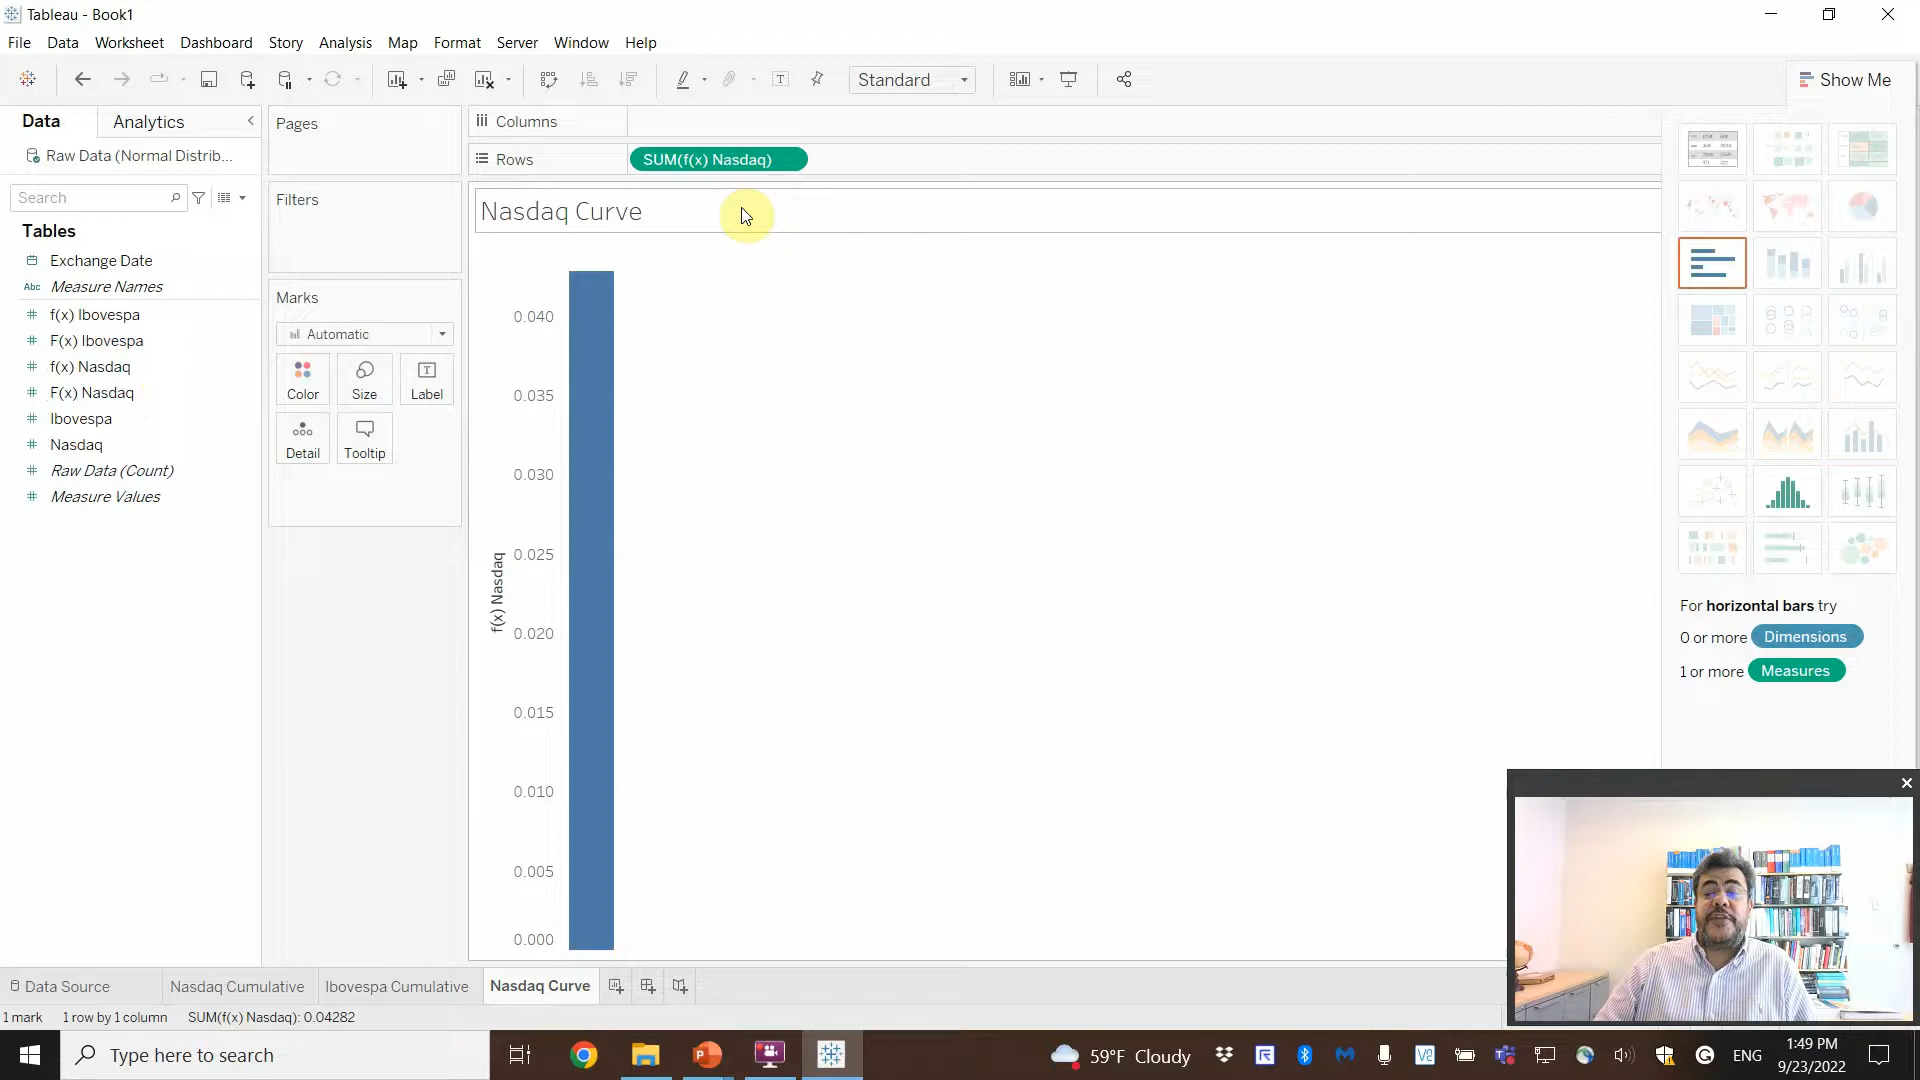 Tableau - Book1
File Data Worksheet Dashboard Story Analysis Map Format Server Window Help
Standard
Show Me
Data
Analytics
Raw Data (Normal Distrib...
Search
Tables
Exchange Date
Abc Measure Names
# f(x) Ibovespa
# F(x) Ibovespa
# f(x) Nasdaq
# F(x) Nasdaq
# Ibovespa
# Nasdaq
# Raw Data (Count)
# Measure Values
Pages
Filters
Marks
Automatic
Color
Size
Label
Detail
Tooltip
Columns
Rows
SUM(f(x) Nasdaq)
Nasdaq Curve
0.040
0.035
0.030
0.025
0.020
0.015
0.010
0.005
0.000
f(x) Nasdaq
For horizontal bars try
0 or more Dimensions
1 or more Measures
Data Source
Nasdaq Cumulative
Ibovespa Cumulative
Nasdaq Curve
1 mark 1 row by 1 column SUM(f(x) Nasdaq): 0.04282
Type here to search
59°F Cloudy
ENG
1:49 PM
9/23/2022